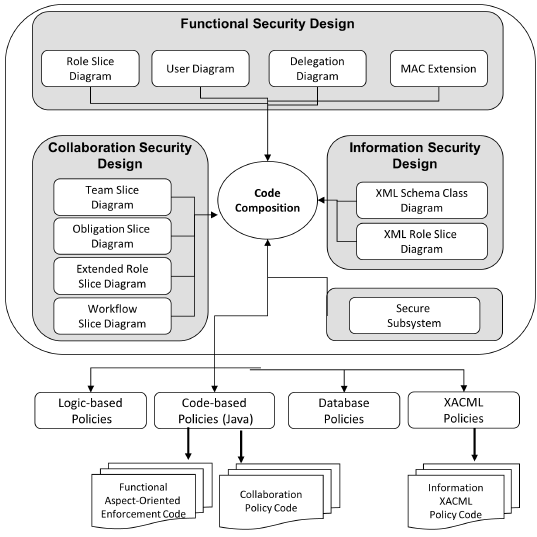 Functional Security Design
Role Slice
Diagram
User Diagram
Delegation
Diagram
MAC Extension
Collaboration Security
Design
Team Slice
Diagram
Obligation Slice
Diagram
Extended Role
Slice Diagram
Workflow
Slice Diagram
Code
Composition
Information Security
Design
XML Schema Class
Diagram
XML Role Slice
Diagram
Secure
Subsystem
Logic-based
Policies
Code-based
Policies (Java)
Database
Policies
XACML
Policies
Functional
Aspect-Oriented
Enforcement Code
Collaboration
Policy Code
Information
XACML
Policy Code